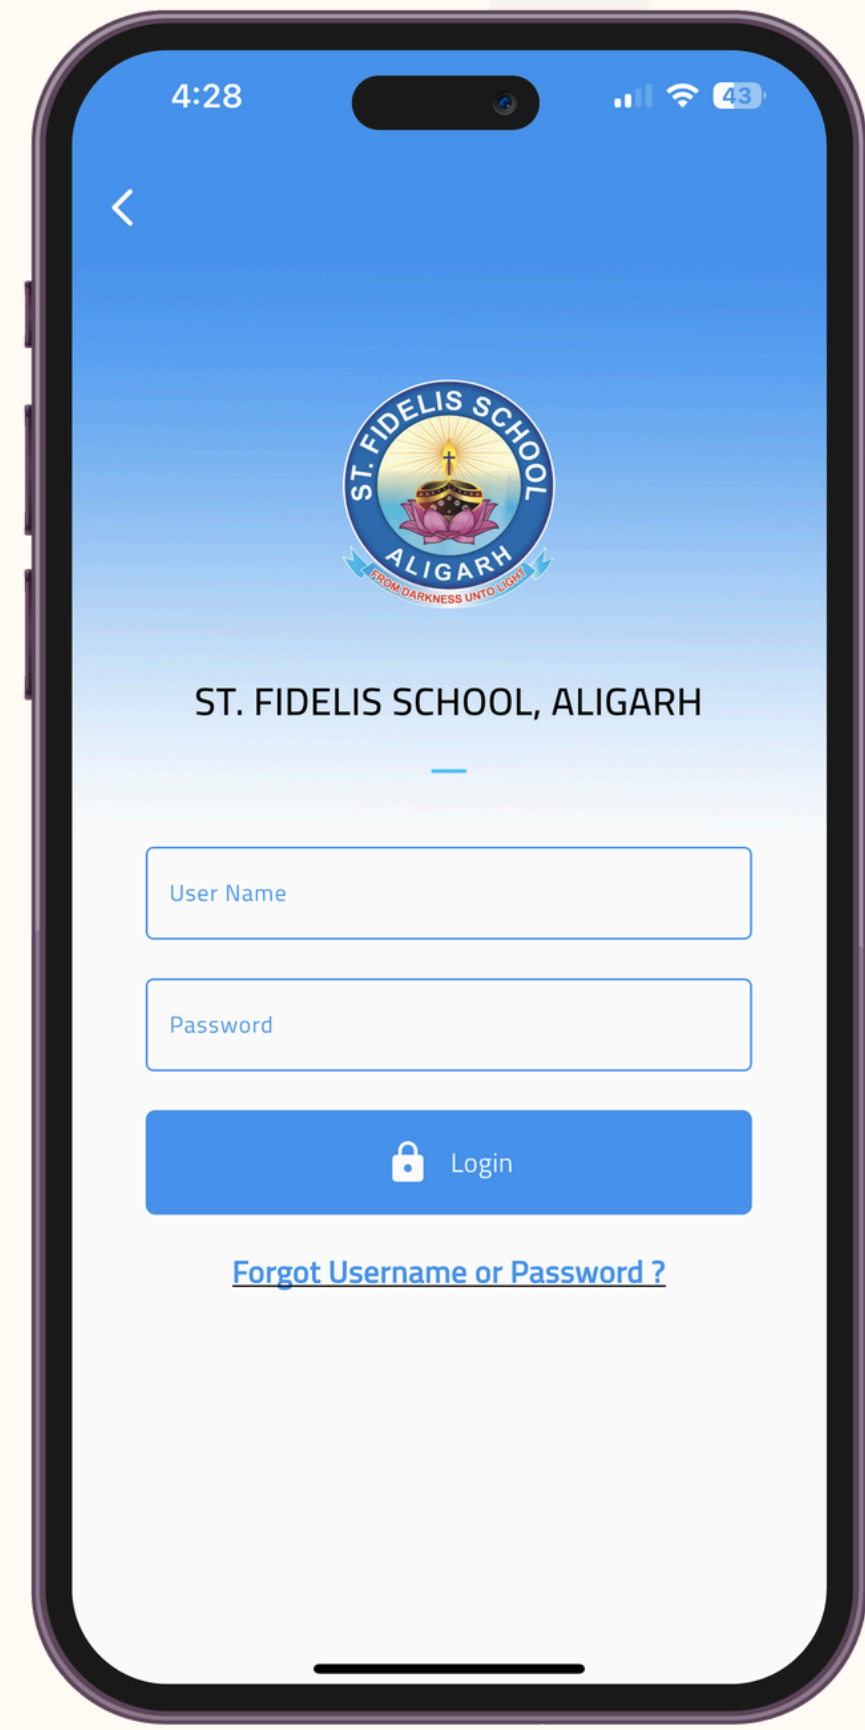 4:28
43
ST. FIDELIS SCHOOL
ALIGARH
FROM DARKNESS UNTO LIGHT
ST. FIDELIS SCHOOL, ALIGARH
User Name
Password
Login
Forgot Username or Password ?